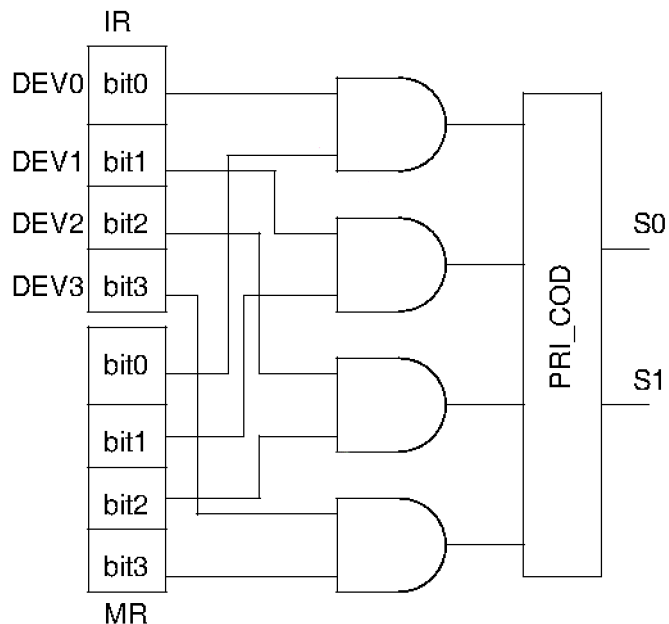 IR
DEV0 bit0
DEV1 bit1
DEV2 bit2
DEV3 bit3
bit0
bit1
bit2
bit3
MR
PRI_COD
S0
S1